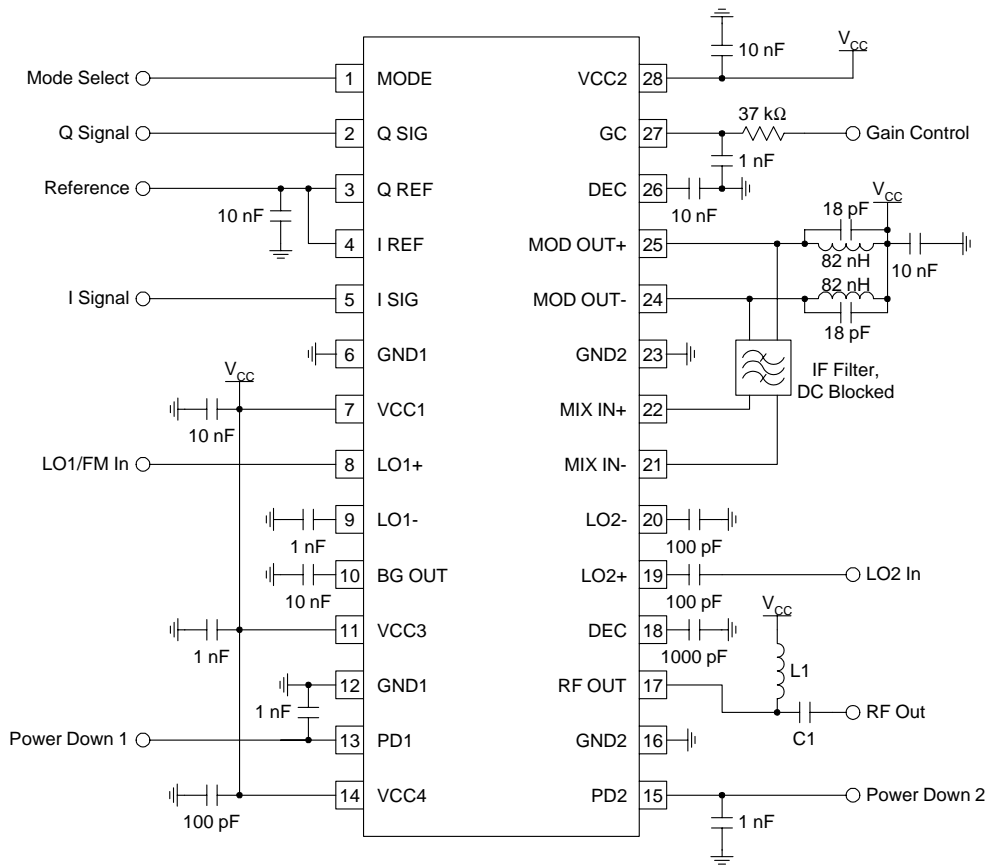 Mode Select
1
MODE
Q Signal
2
Q SIG
Reference
3
Q REF
10 nF
4
I REF
I Signal
5
I SIG
6
GND1
VCC
7
VCC1
10 nF
LO1/FM In
8
LO1+
9
LO1-
1 nF
10
BG OUT
10 nF
11
VCC3
1 nF
12
GND1
1 nF
Power Down 1
13
PD1
14
VCC4
100 pF
10 nF
VCC
VCC2
28
37 kΩ
GC
27
Gain Control
1 nF
DEC
26
10 nF
VCC
18 pF
MOD OUT+
25
82 nH
10 nF
82 nH
MOD OUT-
24
18 pF
GND2
23
IF Filter,
DC Blocked
MIX IN+
22
MIX IN-
21
LO2-
20
100 pF
LO2+
19
LO2 In
100 pF
VCC
DEC
18
1000 pF
L1
RF OUT
17
RF Out
C1
GND2
16
PD2
15
Power Down 2
1 nF